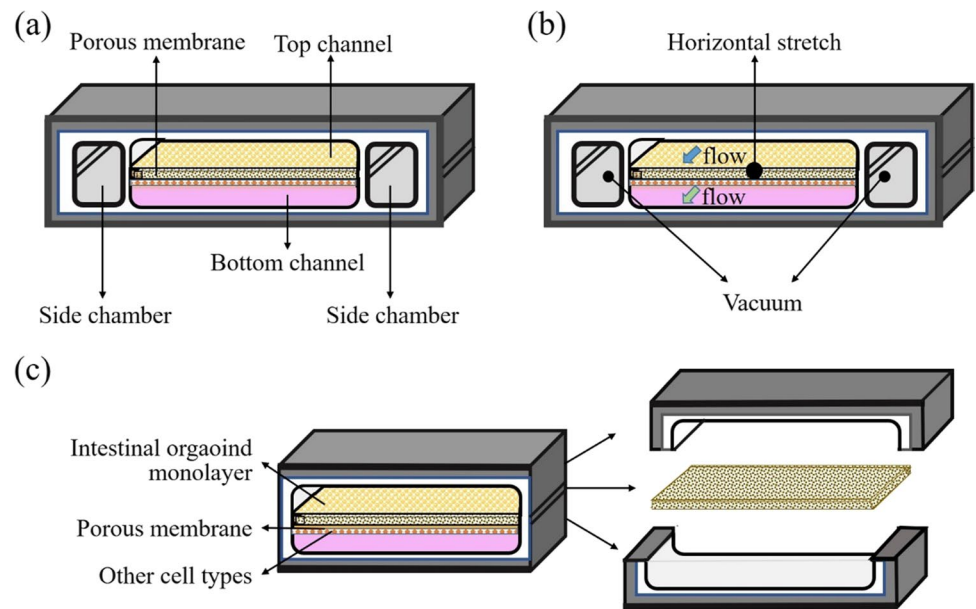 (a)
Porous membrane
Top channel
Bottom channel
Side chamber
Side chamber
(b)
Horizontal stretch
flow
flow
Vacuum
(c)
Intestinal orgaoind
monolayer
Porous membrane
Other cell types